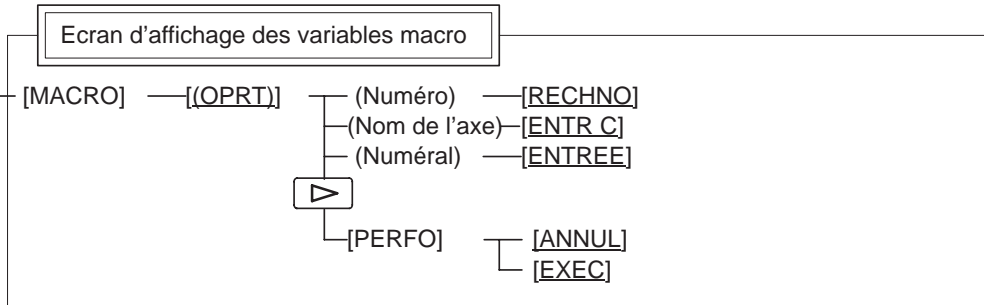 Ecran d'affichage des variables macro
[MACRO] [(OPRT)] (Numéro) [RECHNO]
(Nom de l'axe) [ENTR C]
(Numéral) [ENTREE]
[PERFO] [ANNUL]
[EXEC]